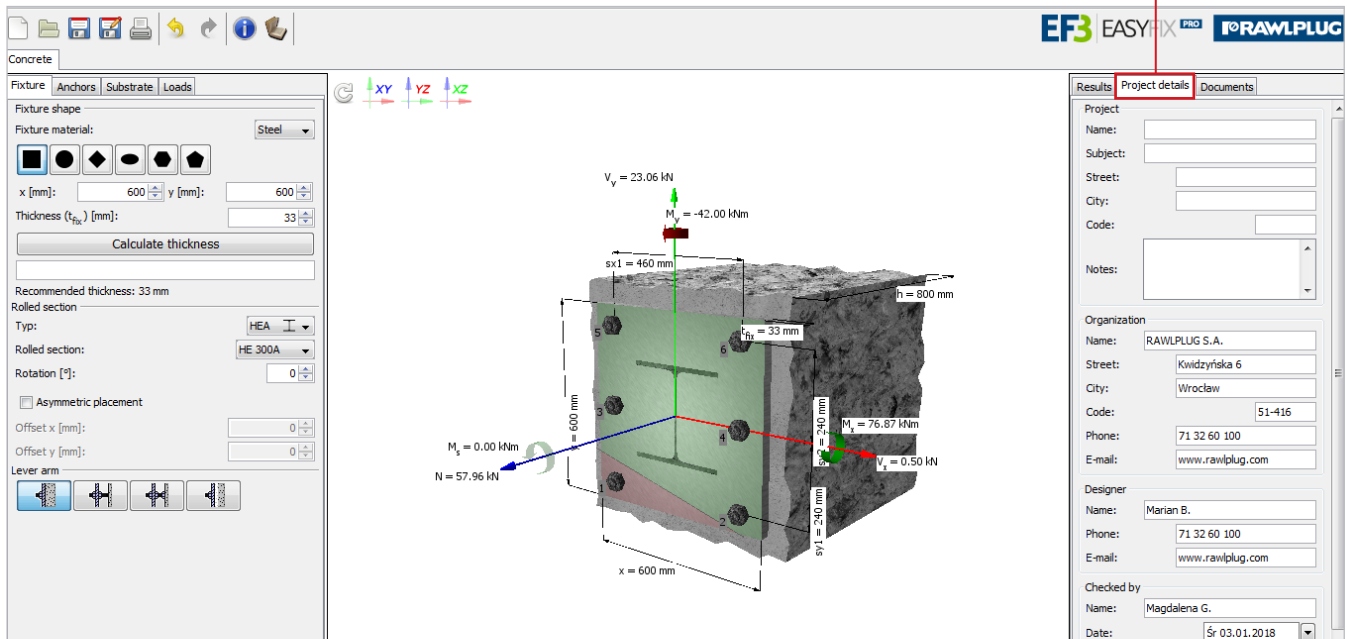 EF3 EASYFIX PRO RAWLPLUG
Concrete
Fixture Anchors Substrate Loads
Fixture shape
Fixture material: Steel
x [mm]: 600 y [mm]: 600
Thickness (tfix) [mm]: 33
Calculate thickness
Recommended thickness: 33 mm
Rolled section
Typ: HEA
Rolled section: HE 300A
Rotation [°]: 0
Asymmetric placement
Offset x [mm]: 0
Offset y [mm]: 0
Lever arm
XY YZ XZ
Vy = 23.06 kN
My = -42.00 kNm
sx1 = 460 mm
h = 800 mm
tfix = 33 mm
5
6
3
4
1
2
y = 600 mm
sy2 = 240 mm
Mx = 76.87 kNm
Vx = 0.50 kN
Ms = 0.00 kNm
N = 57.96 kN
sy1 = 240 mm
x = 600 mm
Results Project details Documents
Project
Name:
Subject:
Street:
City:
Code:
Notes:
Organization
Name: RAWLPLUG S.A.
Street: Kwidzyńska 6
City: Wrocław
Code: 51-416
Phone: 71 32 60 100
E-mail: www.rawlplug.com
Designer
Name: Marian B.
Phone: 71 32 60 100
E-mail: www.rawlplug.com
Checked by
Name: Magdalena G.
Date: Śr 03.01.2018